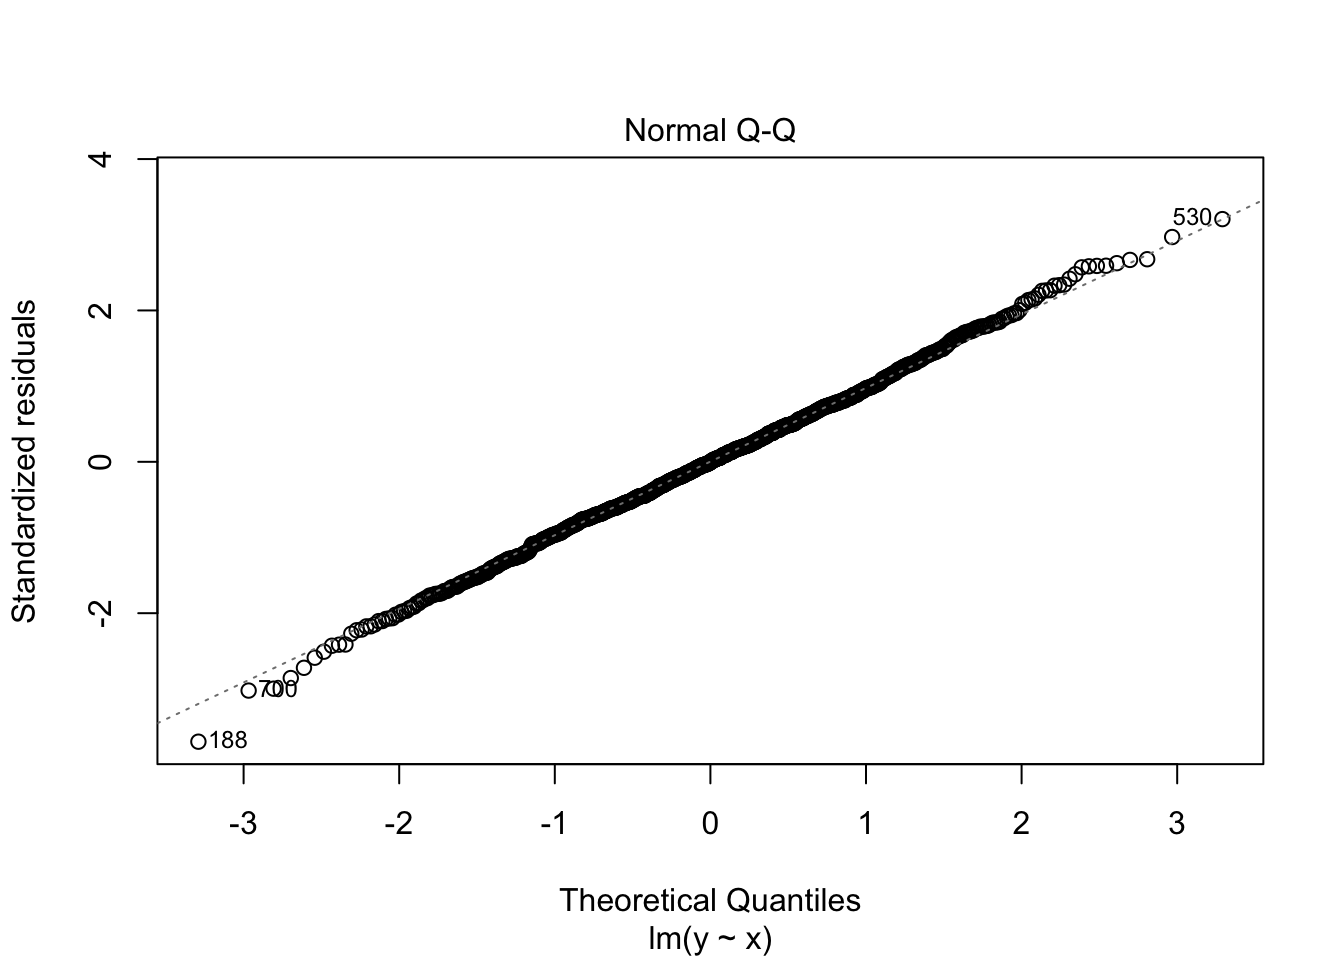 Normal Q-Q
4
2
0
-2
Standardized residuals
530
700
188
-3 -2 -1 0 1 2 3
Theoretical Quantiles
lm(y ~ x)